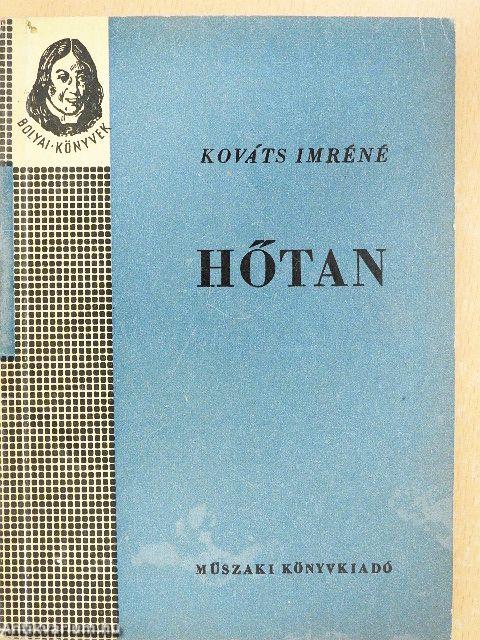 BOLYAI · KÖNYVEK
KOVÁTS IMRÉNÉ
HŐTAN
MŰSZAKI KÖNYVKIADÓ